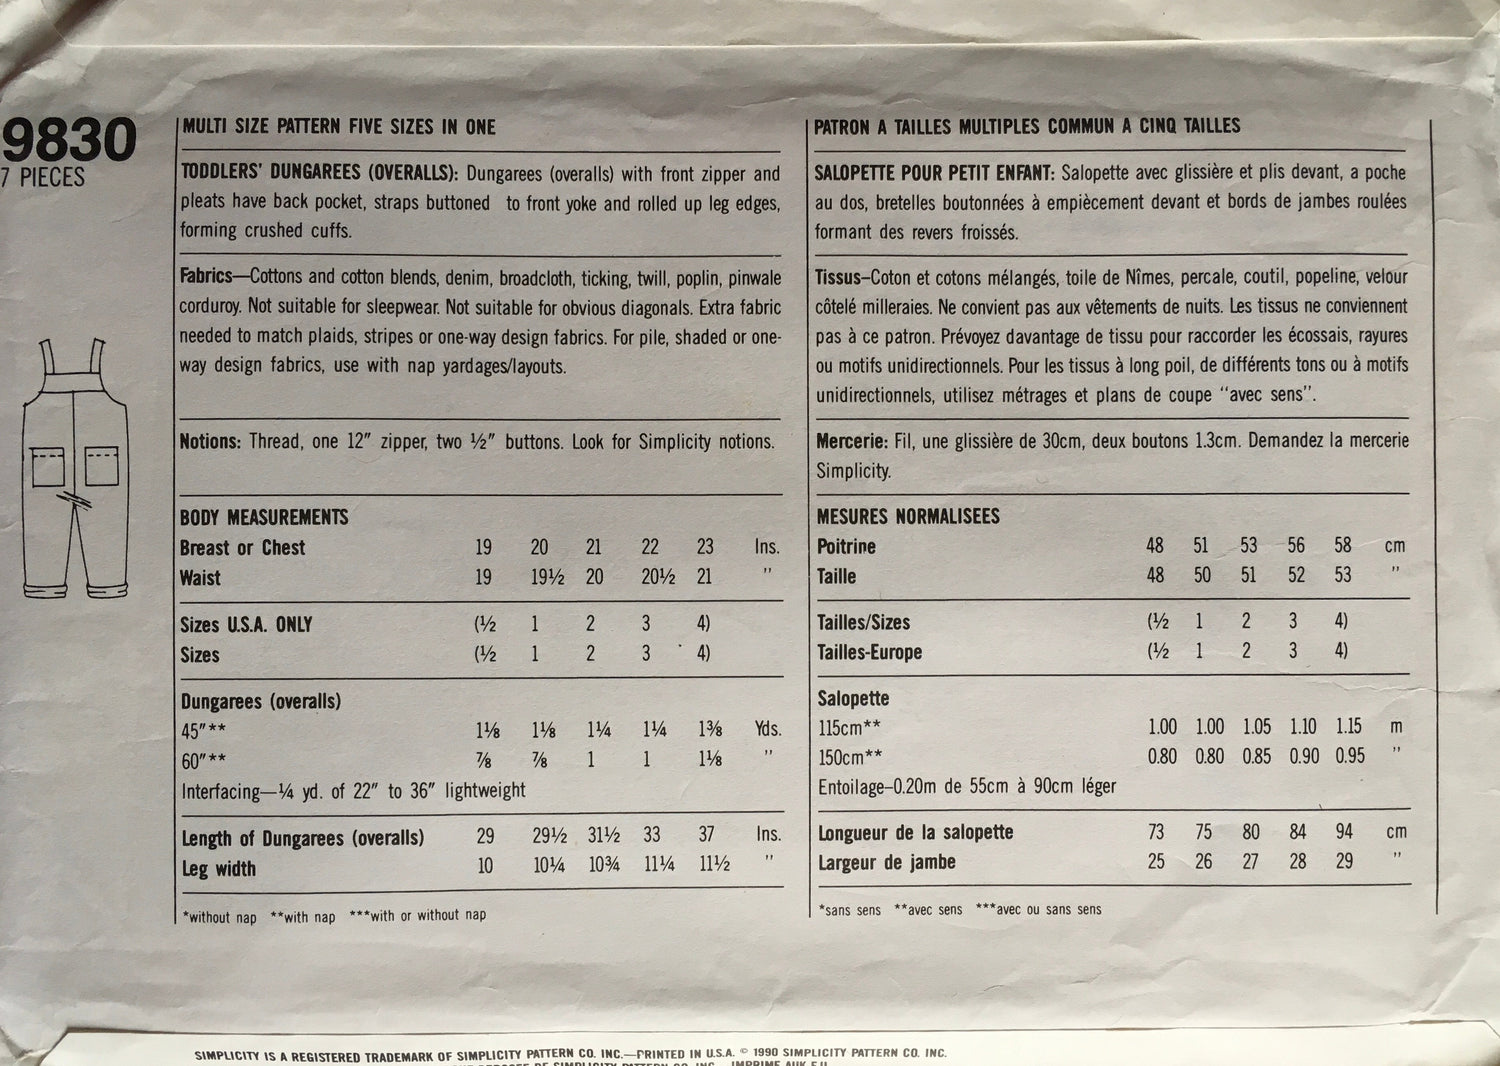 9830
7 PIECES
MULTI SIZE PATTERN FIVE SIZES IN ONE
TODDLERS' DUNGAREES (OVERALLS): Dungarees (overalls) with front zipper and
pleats have back pocket, straps buttoned to front yoke and rolled up leg edges,
forming crushed cuffs.
Fabrics—Cottons and cotton blends, denim, broadcloth, ticking, twill, poplin, pinwale
corduroy. Not suitable for sleepwear. Not suitable for obvious diagonals. Extra fabric
needed to match plaids, stripes or one-way design fabrics. For pile, shaded or one-
way design fabrics, use with nap yardages/layouts.
Notions: Thread, one 12″ zipper, two ½″ buttons. Look for Simplicity notions.
BODY MEASUREMENTS
Breast or Chest 19 20 21 22 23 Ins.
Waist 19 19½ 20 20½ 21 ″
Sizes U.S.A. ONLY (½ 1 2 3 4)
Sizes (½ 1 2 3 4)
Dungarees (overalls)
45″** 1⅛ 1⅛ 1¼ 1¼ 1⅜ Yds.
60″** ⅞ ⅞ 1 1 1⅛ ″
Interfacing—¼ yd. of 22″ to 36″ lightweight
Length of Dungarees (overalls) 29 29½ 31½ 33 37 Ins.
Leg width 10 10¼ 10¾ 11¼ 11½ ″
*without nap **with nap ***with or without nap
PATRON A TAILLES MULTIPLES COMMUN A CINQ TAILLES
SALOPETTE POUR PETIT ENFANT: Salopette avec glissière et plis devant, a poche
au dos, bretelles boutonnées à empiècement devant et bords de jambes roulées
formant des revers froissés.
Tissus–Coton et cotons mélangés, toile de Nîmes, percale, coutil, popeline, velour
côtelé milleraies. Ne convient pas aux vêtements de nuits. Les tissus ne conviennent
pas à ce patron. Prévoyez davantage de tissu pour raccorder les écossais, rayures
ou motifs unidirectionnels. Pour les tissus à long poil, de différents tons ou à motifs
unidirectionnels, utilisez métrages et plans de coupe “avec sens”.
Mercerie: Fil, une glissière de 30cm, deux boutons 1.3cm. Demandez la mercerie
Simplicity.
MESURES NORMALISEES
Poitrine 48 51 53 56 58 cm
Taille 48 50 51 52 53 ″
Tailles/Sizes (½ 1 2 3 4)
Tailles-Europe (½ 1 2 3 4)
Salopette
115cm** 1.00 1.00 1.05 1.10 1.15 m
150cm** 0.80 0.80 0.85 0.90 0.95 ″
Entoilage–0.20m de 55cm à 90cm léger
Longueur de la salopette 73 75 80 84 94 cm
Largeur de jambe 25 26 27 28 29 ″
*sans sens **avec sens ***avec ou sans sens
SIMPLICITY IS A REGISTERED TRADEMARK OF SIMPLICITY PATTERN CO. INC.—PRINTED IN U.S.A. © 1990 SIMPLICITY PATTERN CO. INC.